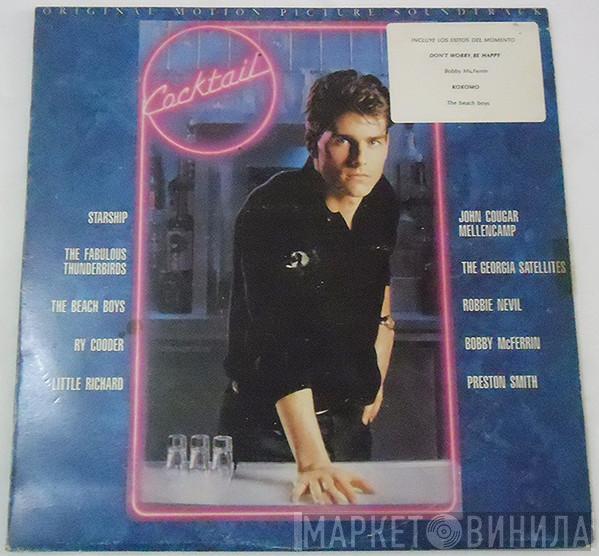 ORIGINAL MOTION PICTURE SOUNDTRACK
Cocktail
INCLUYE LOS EXITOS DEL MOMENTO
DON'T WORRY, BE HAPPY
Bobby Ms,Ferrin
KOKOMO
The beach boys
STARSHIP
THE FABULOUS
THUNDERBIRDS
THE BEACH BOYS
RY COODER
LITTLE RICHARD
JOHN COUGAR
MELLENCAMP
THE GEORGIA SATELLITES
ROBBIE NEVIL
BOBBY McFERRIN
PRESTON SMITH
МАРКЕТ ВИНИЛА